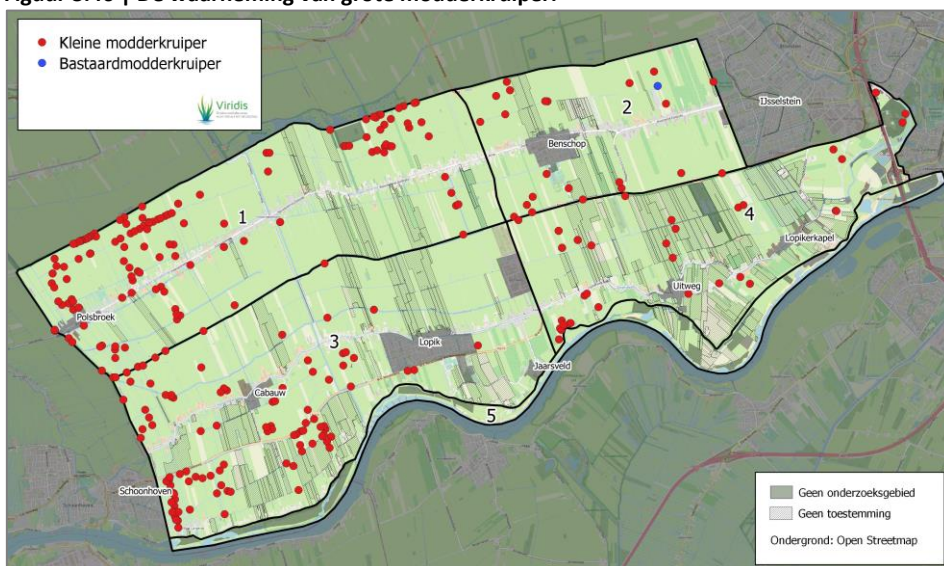 Kleine modderkruiper
Bastaardmodderkruiper
Viridis
2
IJsselstein
Benschop
1
4
Lopikerkapel
Uitweg
Polsbroek
3
Lopik
Jaarsveld
Cabauw
5
Schoonhoven
Geen onderzoeksgebied
Geen toestemming
Ondergrond: Open Streetmap